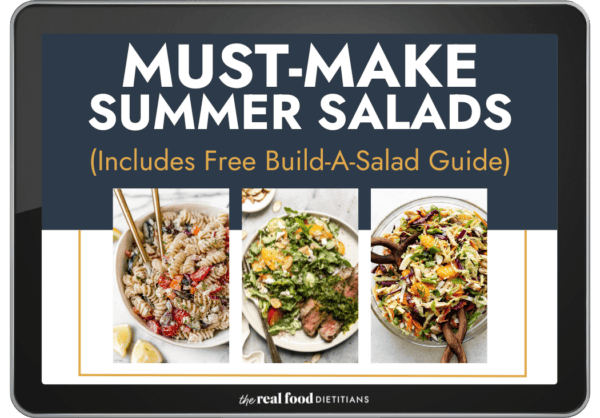 MUST-MAKE
SUMMER SALADS
(Includes Free Build-A-Salad Guide)
the real food DIETITIANS